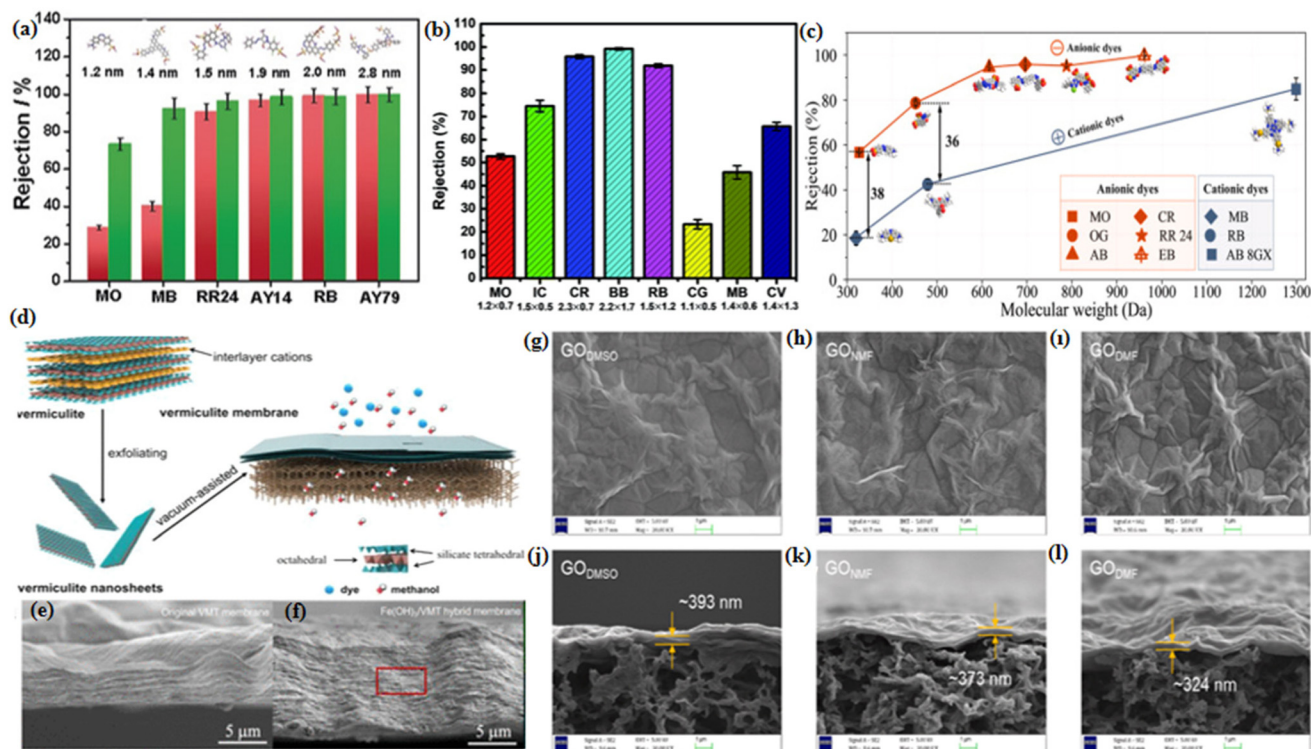 (a)
140
120
100
80
60
40
20
0
Rejection / %
1.2 nm 1.4 nm 1.5 nm 1.9 nm 2.0 nm 2.8 nm
MO MB RR24 AY14 RB AY79
(b)
110
100
90
80
70
60
50
40
30
20
10
0
Rejection (%)
MO IC CR BB RB CG MB CV
1.2×0.7 1.5×0.5 2.3×0.7 2.2×1.7 1.5×1.2 1.1×0.5 1.4×0.6 1.4×1.3
(c)
100
80
60
40
20
0
Rejection (%)
Anionic dyes
Cationic dyes
36
38
Anionic dyes
MO CR
OG RR 24
AB EB
Cationic dyes
MB
RB
AB 8GX
300 400 500 600 700 800 900 1000 1100 1200 1300
Molecular weight (Da)
(d)
interlayer cations
vermiculite
vermiculite membrane
exfoliating
vacuum-assisted
octahedral
silicate tetrahedral
vermiculite nanosheets
dye methanol
(e)
Original VMT membrane
5 μm
(f)
Fe(OH)₃/VMT hybrid membrane
5 μm
(g)
GO_DMSO
(h)
GO_NMF
(i)
GO_DMF
(j)
GO_DMSO
~393 nm
(k)
GO_NMF
~373 nm
(l)
GO_DMF
~324 nm